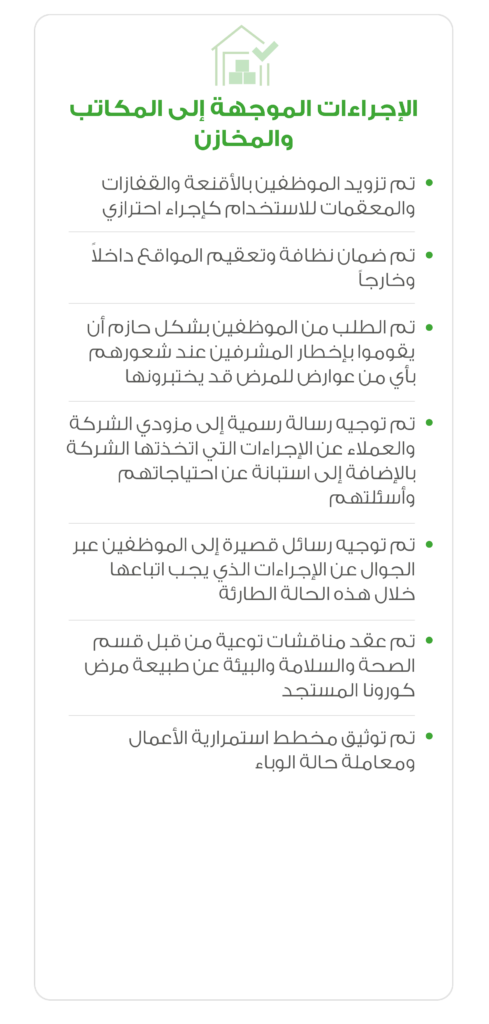 الإجراءات الموجهة إلى المكاتب
والمخازن
• تم تزويد الموظفين بالأقنعة والقفازات
والمعقمات للاستخدام كإجراء احترازي
• تم ضمان نظافة وتعقيم المواقع داخلاً
وخارجاً
• تم الطلب من الموظفين بشكل حازم أن
يقوموا بإخطار المشرفين عند شعورهم
بأي من عوارض للمرض قد يختبرونها
• تم توجيه رسالة رسمية إلى مزودي الشركة
والعملاء عن الإجراءات التي اتخذتها الشركة
بالإضافة إلى استبانة عن احتياجاتهم
وأسئلتهم
• تم توجيه رسائل قصيرة إلى الموظفين عبر
الجوال عن الإجراءات الذي يجب اتباعها
خلال هذه الحالة الطارئة
• تم عقد مناقشات توعية من قبل قسم
الصحة والسلامة والبيئة عن طبيعة مرض
كورونا المستجد
• تم توثيق مخطط استمرارية الأعمال
ومعاملة حالة الوباء